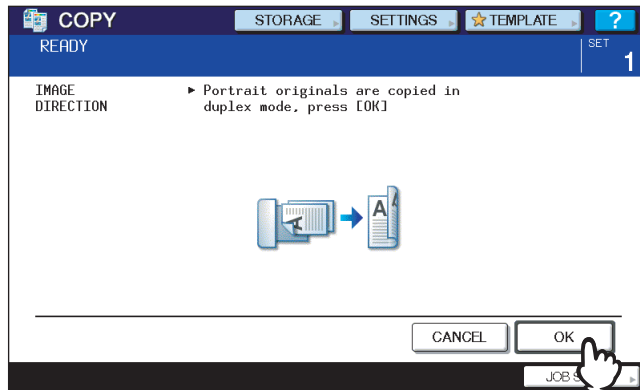 COPY
STORAGE
SETTINGS
TEMPLATE
?
READY
SET
1
IMAGE
DIRECTION
► Portrait originals are copied in
duplex mode, press [OK]
A
A
CANCEL
OK
JOB S